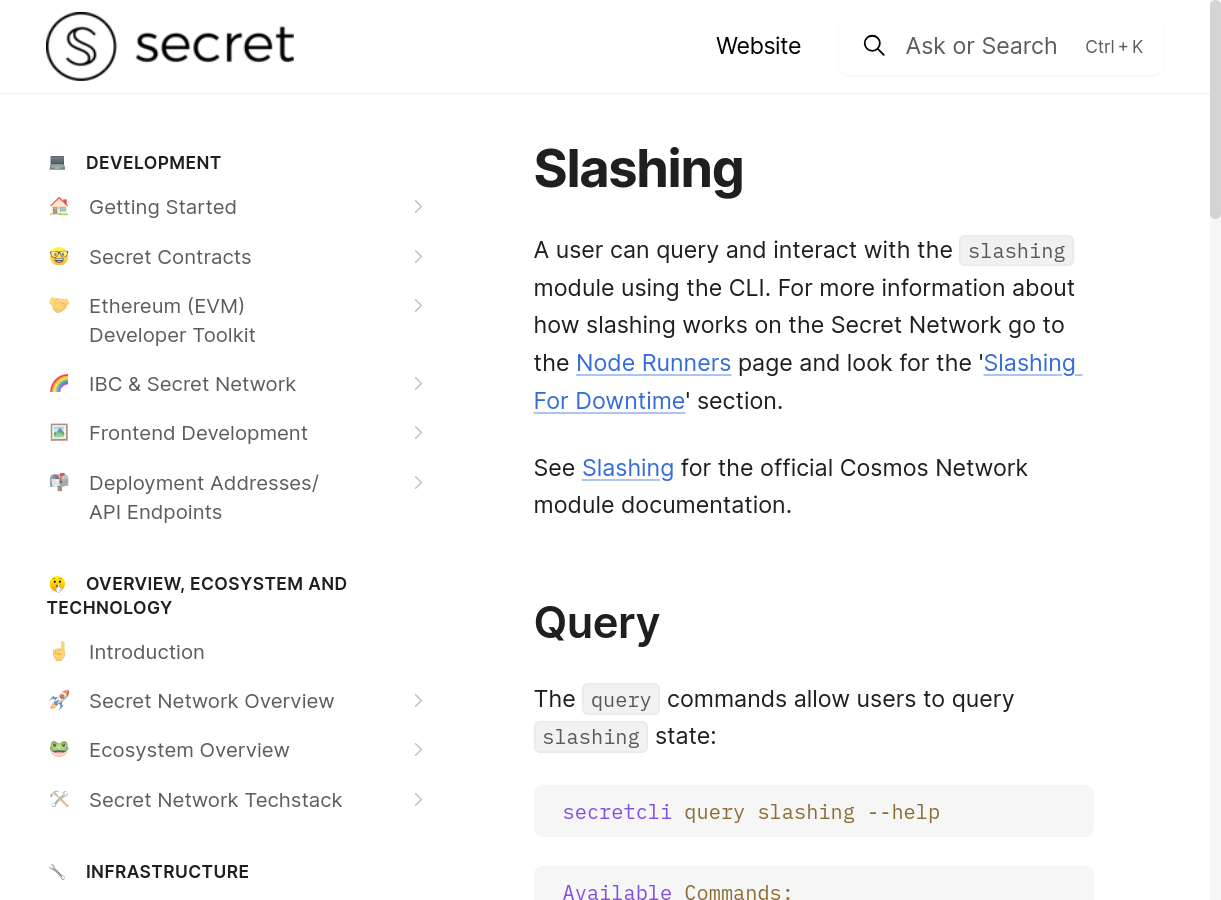 secret
Website
Ask or Search
Ctrl + K
DEVELOPMENT
Getting Started
Secret Contracts
Ethereum (EVM)
Developer Toolkit
IBC & Secret Network
Frontend Development
Deployment Addresses/
API Endpoints
OVERVIEW, ECOSYSTEM AND
TECHNOLOGY
Introduction
Secret Network Overview
Ecosystem Overview
Secret Network Techstack
INFRASTRUCTURE
Slashing
A user can query and interact with the slashing
module using the CLI. For more information about
how slashing works on the Secret Network go to
the Node Runners page and look for the 'Slashing
For Downtime' section.
See Slashing for the official Cosmos Network
module documentation.
Query
The query commands allow users to query
slashing state:
secretcli query slashing --help
Available Commands: